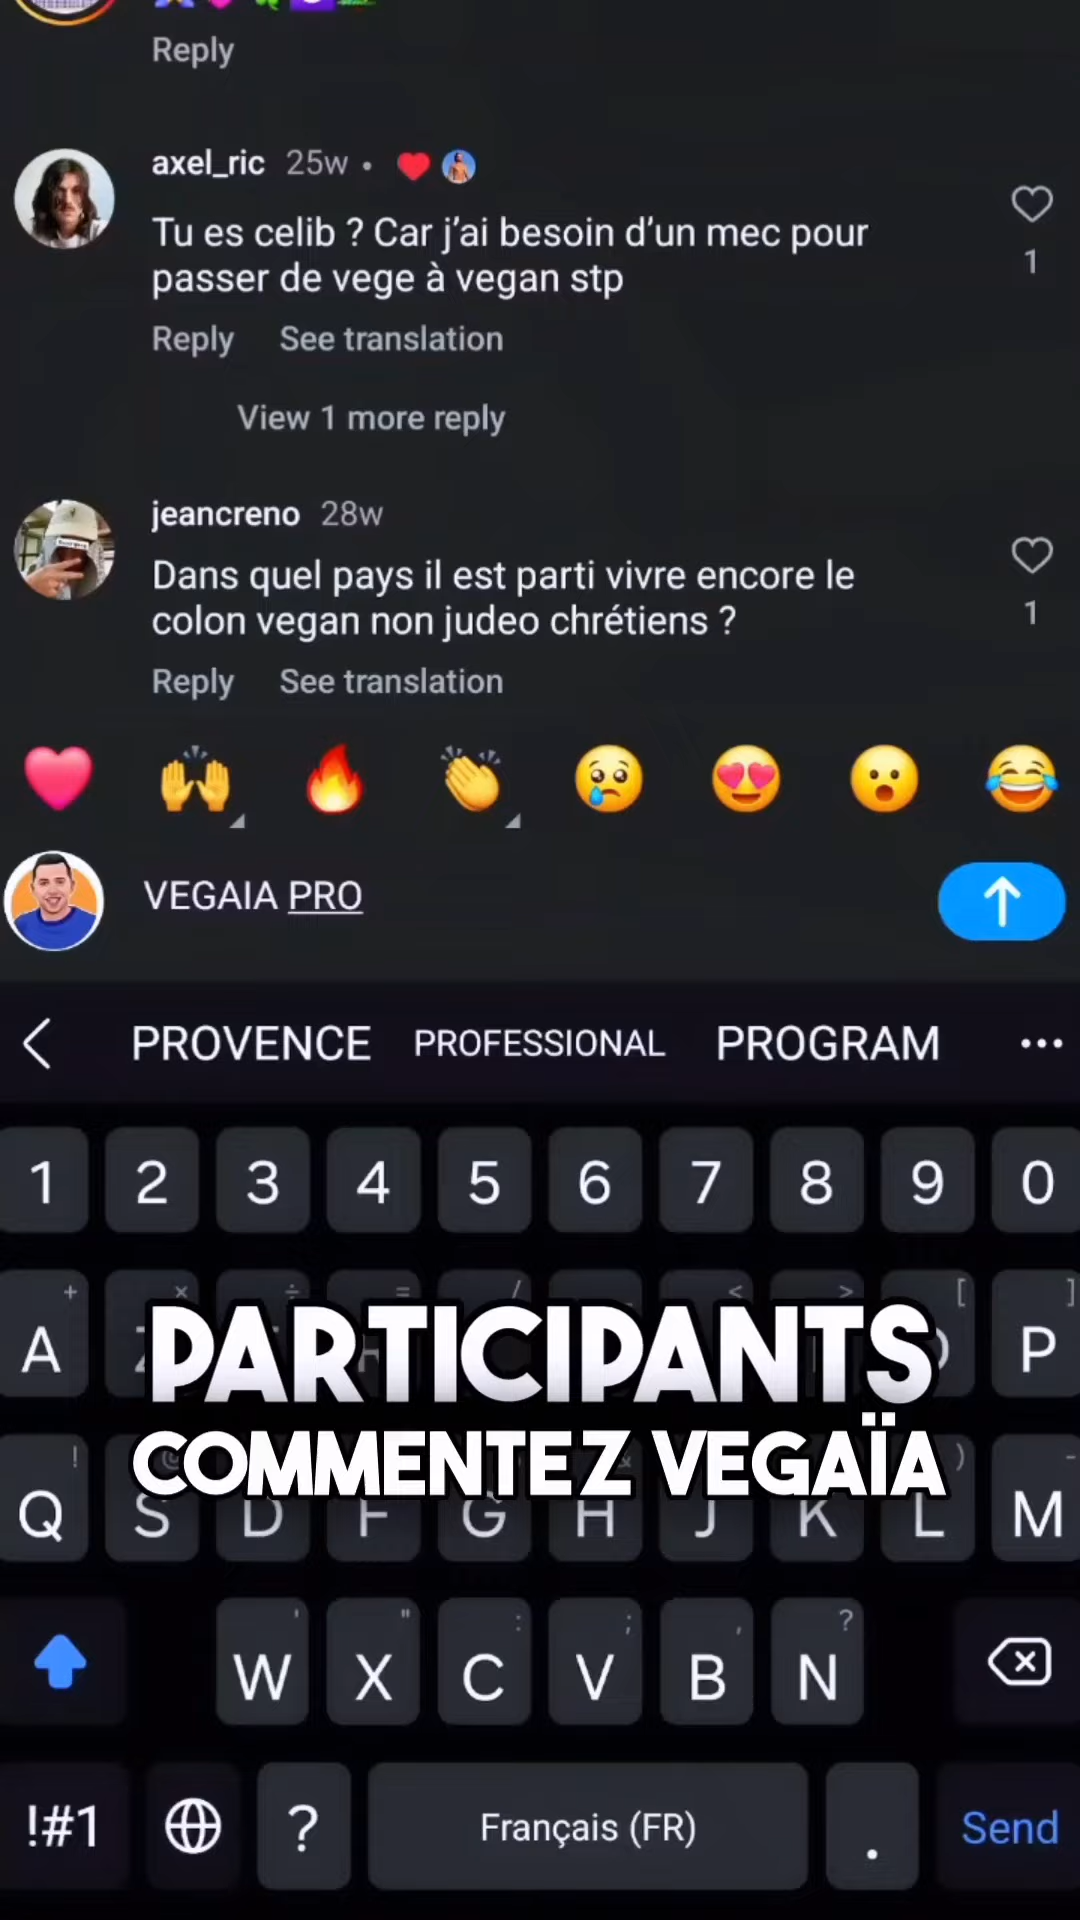 Reply
axel_ric 25w •
Tu es celib ? Car j’ai besoin d’un mec pour
passer de vege à vegan stp
1
Reply See translation
View 1 more reply
jeancreno 28w
Dans quel pays il est parti vivre encore le
colon vegan non judeo chrétiens ?
1
Reply See translation
VEGAIA PRO
PROVENCE PROFESSIONAL PROGRAM ...
1 2 3 4 5 6 7 8 9 0
+ × ÷ = / _ < > [ ]
A P
PARTICIPANTS
COMMENTEZ VEGAÏA
! ) -
Q S D F G H J K L M
' " : ; , ?
W X C V B N
!#1 ? Français (FR) . Send